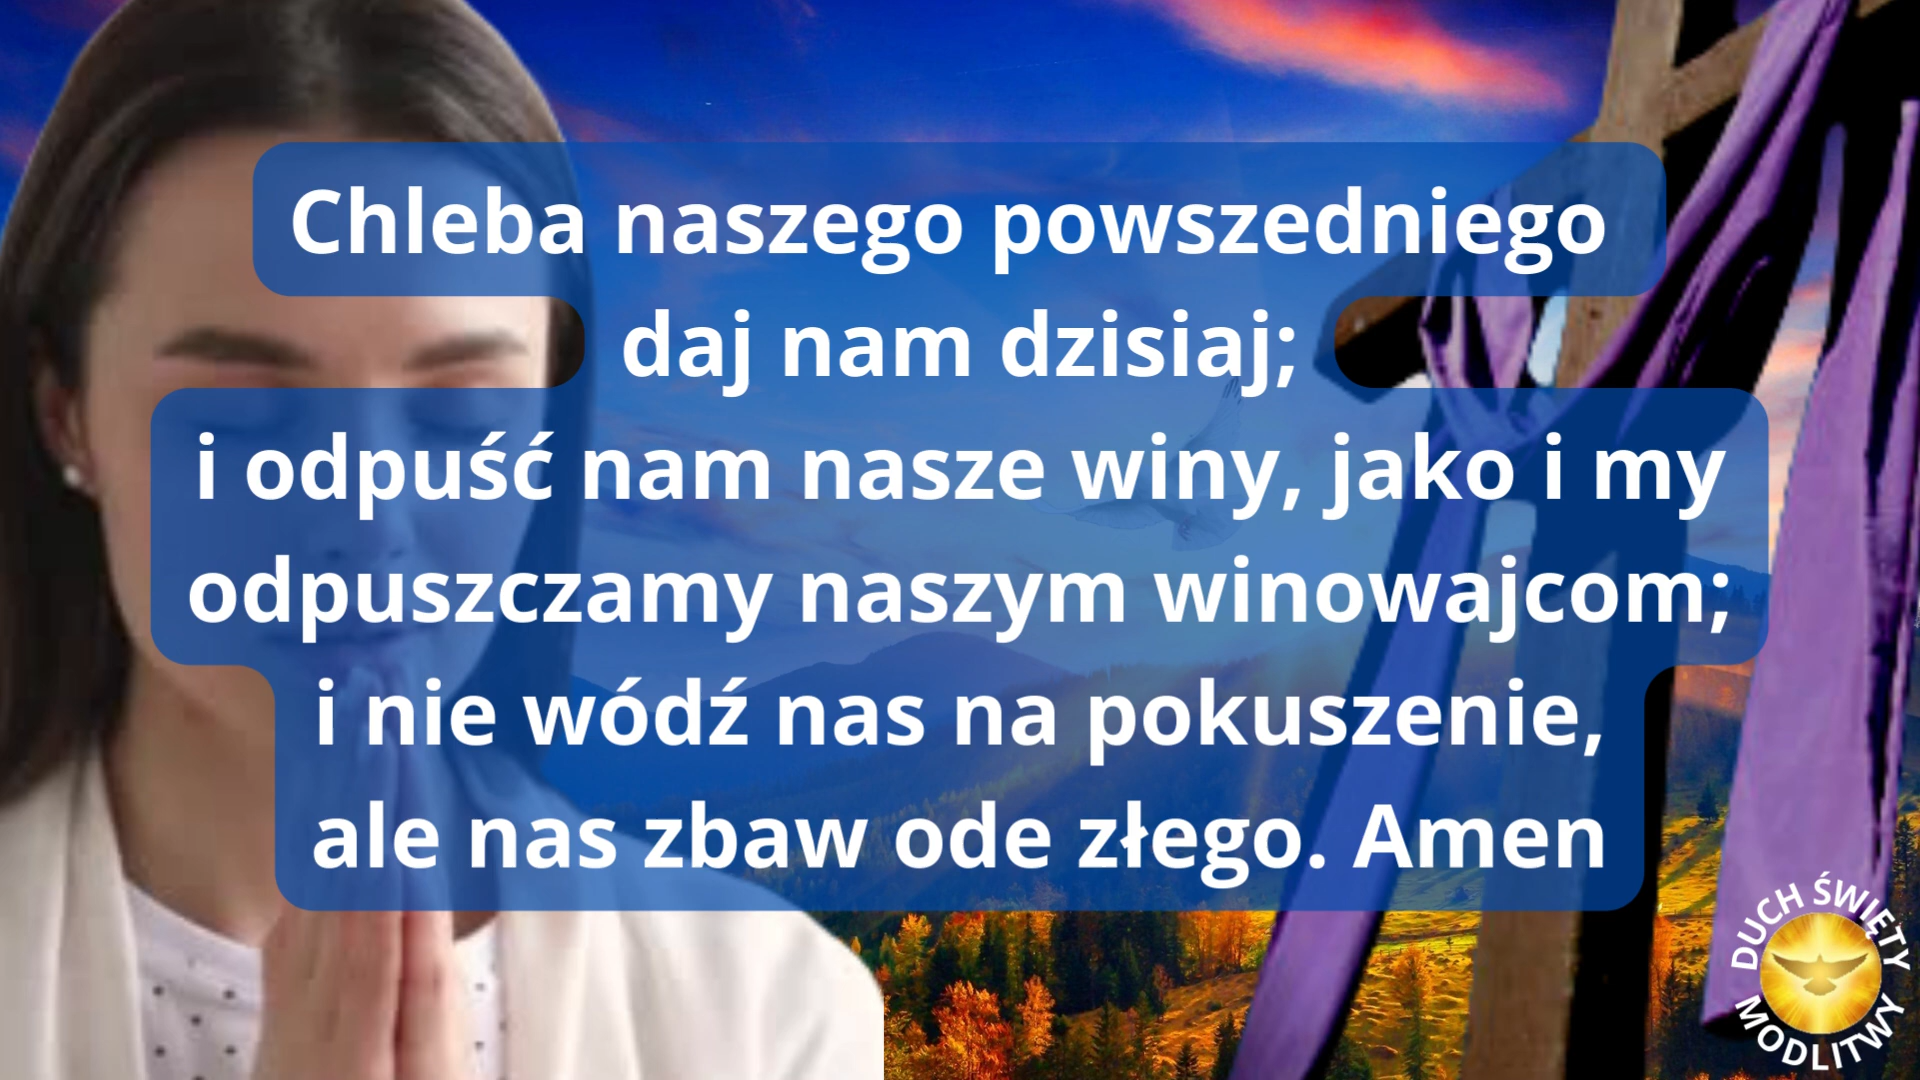 Chleba naszego powszedniego
daj nam dzisiaj;
i odpuść nam nasze winy, jako i my
odpuszczamy naszym winowajcom;
i nie wódź nas na pokuszenie,
ale nas zbaw ode złego. Amen
DUCH ŚWIĘTY
MODLITWY